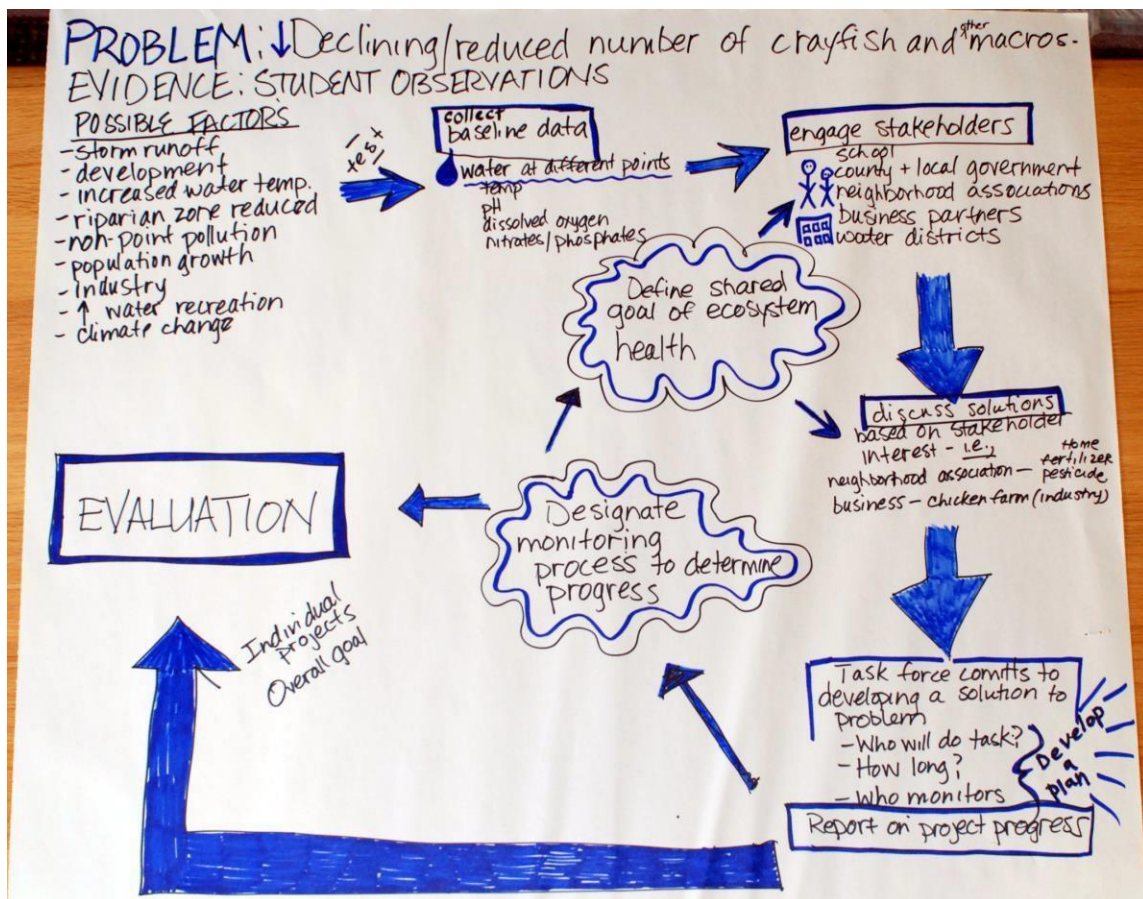 PROBLEM: ↓ Declining/reduced number of crayfish and other macros.
EVIDENCE: STUDENT OBSERVATIONS
POSSIBLE FACTORS
- storm runoff
- development
- increased water temp.
- riparian zone reduced
- non-point pollution
- population growth
- industry
- ↑ water recreation
- climate change
test
collect
baseline data
water at different points
temp
pH
dissolved oxygen
nitrates/phosphates
engage stakeholders
school
county + local government
neighborhood associations
business partners
water districts
Define shared
goal of ecosystem
health
discuss solutions
based on stakeholder
interest - i.e.,
neighborhood association — Home fertilizer pesticide
business — chicken farm (industry)
Designate
monitoring
process to determine
progress
EVALUATION
Individual
projects
Overall goal
Task force comitts to
developing a solution to
problem
- Who will do task?
- How long?
- Who monitors
Develop
a
plan
Report on project progress